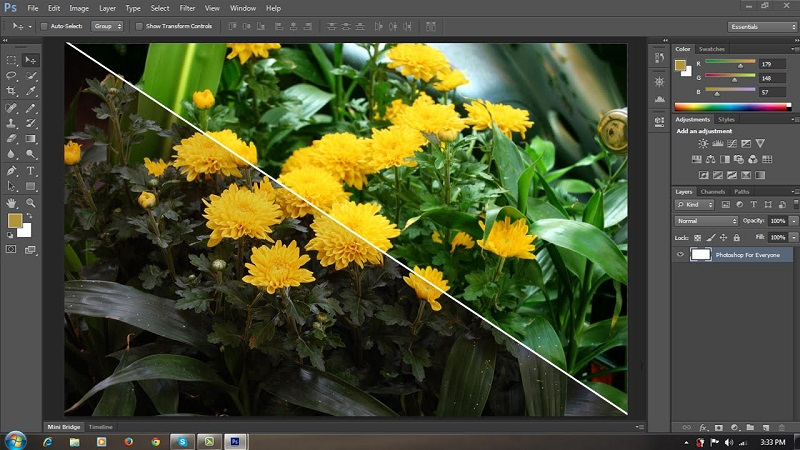 Ps File Edit Image Layer Type Select Filter View Window Help
Auto-Select: Group Show Transform Controls
Essentials
Color Swatches
R 179
G 148
B 57
Adjustments Styles
Add an adjustment
Layers Channels Paths
Kind
Normal Opacity: 100%
Lock: Fill: 100%
Photoshop For Everyone
Mini Bridge Timeline
3:33 PM